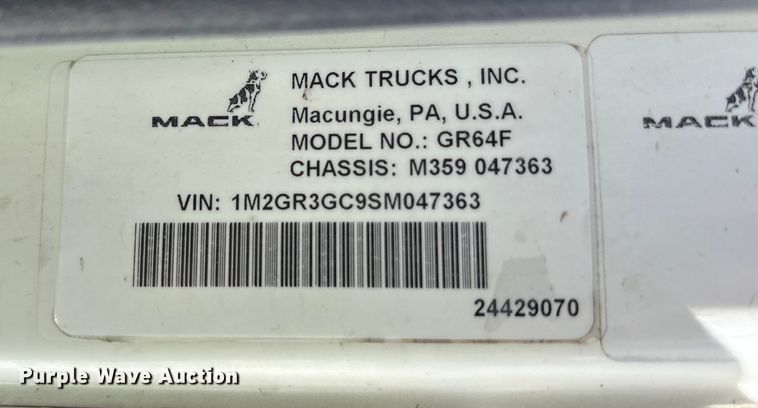 MACK
MACK TRUCKS , INC.
Macungie, PA, U.S.A.
MODEL NO.: GR64F
CHASSIS: M359 047363
VIN: 1M2GR3GC9SM047363
24429070
MACK
Purple Wave Auction